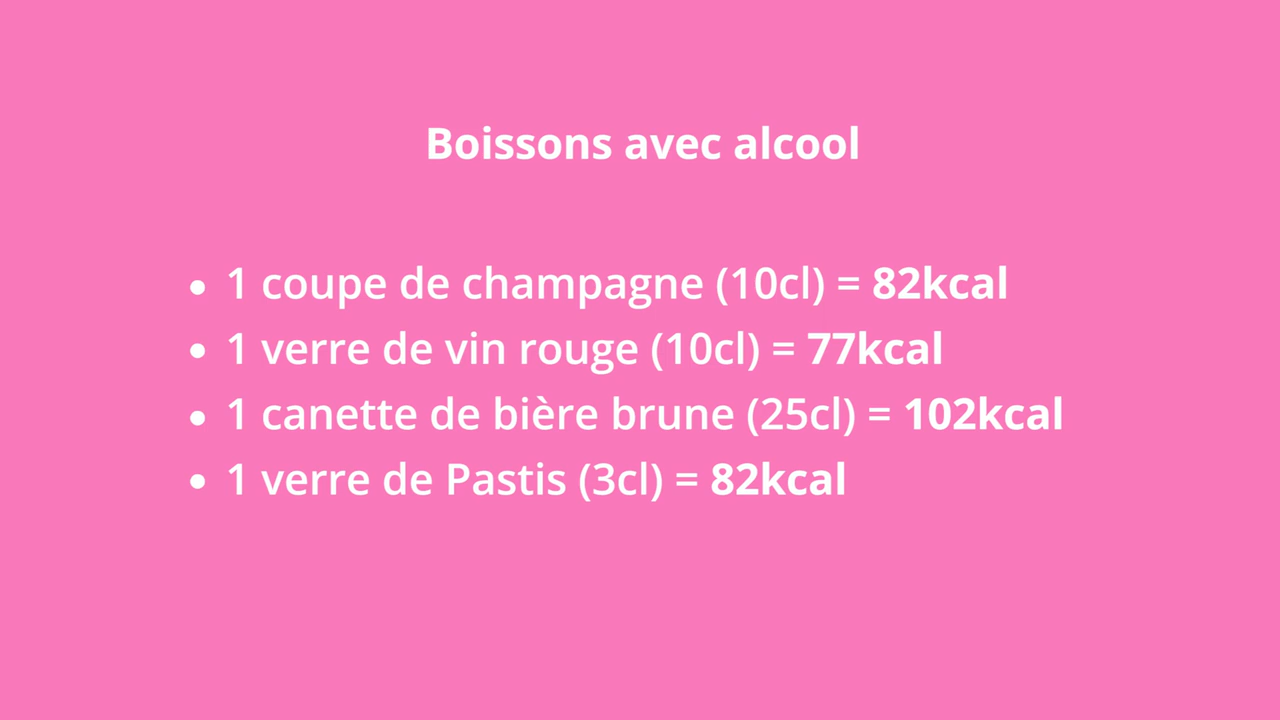 Boissons avec alcool
• 1 coupe de champagne (10cl) = 82kcal
• 1 verre de vin rouge (10cl) = 77kcal
• 1 canette de bière brune (25cl) = 102kcal
• 1 verre de Pastis (3cl) = 82kcal